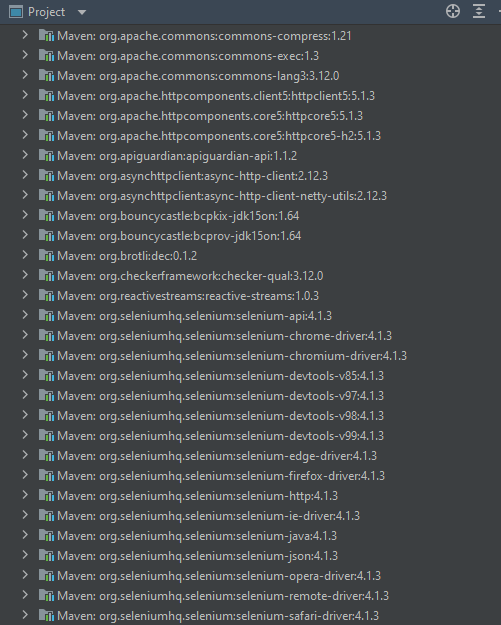 Project
Maven: org.apache.commons:commons-compress:1.21
Maven: org.apache.commons:commons-exec:1.3
Maven: org.apache.commons:commons-lang3:3.12.0
Maven: org.apache.httpcomponents.client5:httpclient5:5.1.3
Maven: org.apache.httpcomponents.core5:httpcore5:5.1.3
Maven: org.apache.httpcomponents.core5:httpcore5-h2:5.1.3
Maven: org.apiguardian:apiguardian-api:1.1.2
Maven: org.asynchttpclient:async-http-client:2.12.3
Maven: org.asynchttpclient:async-http-client-netty-utils:2.12.3
Maven: org.bouncycastle:bcpkix-jdk15on:1.64
Maven: org.bouncycastle:bcprov-jdk15on:1.64
Maven: org.brotli:dec:0.1.2
Maven: org.checkerframework:checker-qual:3.12.0
Maven: org.reactivestreams:reactive-streams:1.0.3
Maven: org.seleniumhq.selenium:selenium-api:4.1.3
Maven: org.seleniumhq.selenium:selenium-chrome-driver:4.1.3
Maven: org.seleniumhq.selenium:selenium-chromium-driver:4.1.3
Maven: org.seleniumhq.selenium:selenium-devtools-v85:4.1.3
Maven: org.seleniumhq.selenium:selenium-devtools-v97:4.1.3
Maven: org.seleniumhq.selenium:selenium-devtools-v98:4.1.3
Maven: org.seleniumhq.selenium:selenium-devtools-v99:4.1.3
Maven: org.seleniumhq.selenium:selenium-edge-driver:4.1.3
Maven: org.seleniumhq.selenium:selenium-firefox-driver:4.1.3
Maven: org.seleniumhq.selenium:selenium-http:4.1.3
Maven: org.seleniumhq.selenium:selenium-ie-driver:4.1.3
Maven: org.seleniumhq.selenium:selenium-java:4.1.3
Maven: org.seleniumhq.selenium:selenium-json:4.1.3
Maven: org.seleniumhq.selenium:selenium-opera-driver:4.1.3
Maven: org.seleniumhq.selenium:selenium-remote-driver:4.1.3
Maven: org.seleniumhq.selenium:selenium-safari-driver:4.1.3